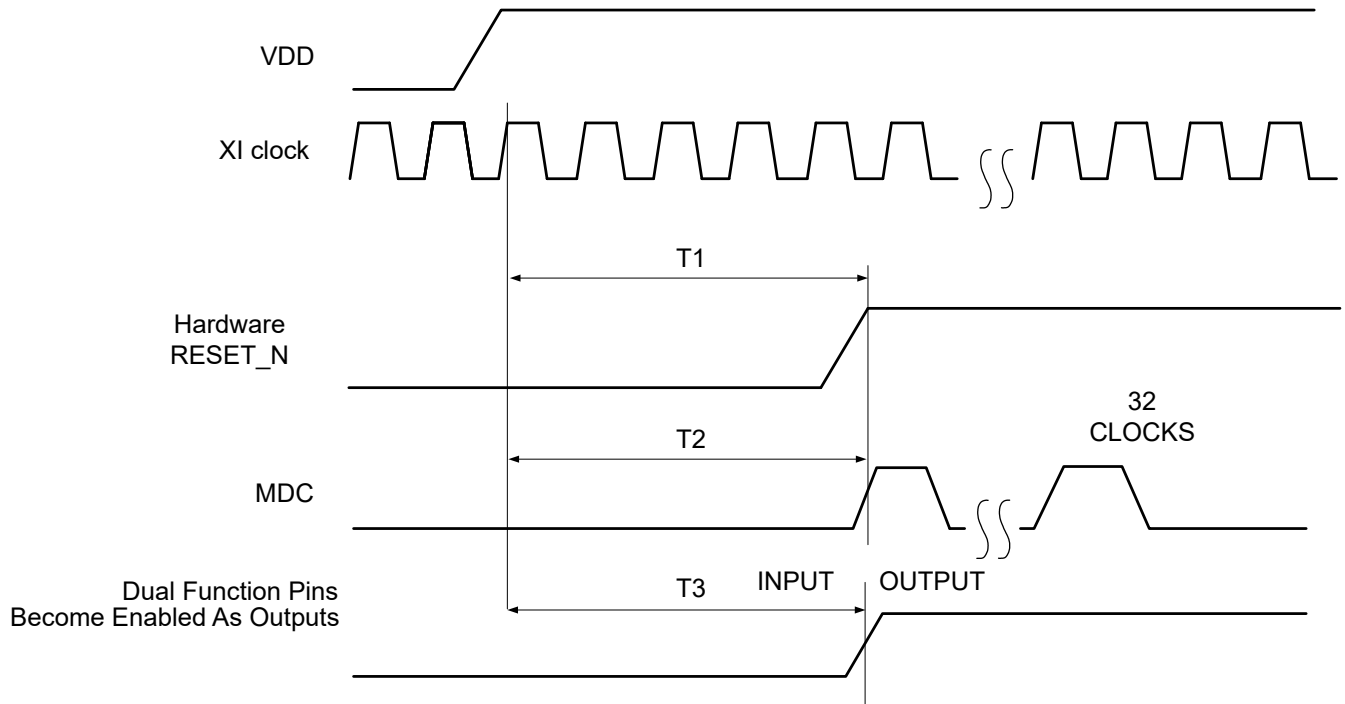 VDD
XI clock
T1
Hardware
RESET_N
32
CLOCKS
T2
MDC
INPUT OUTPUT
T3
Dual Function Pins
Become Enabled As Outputs